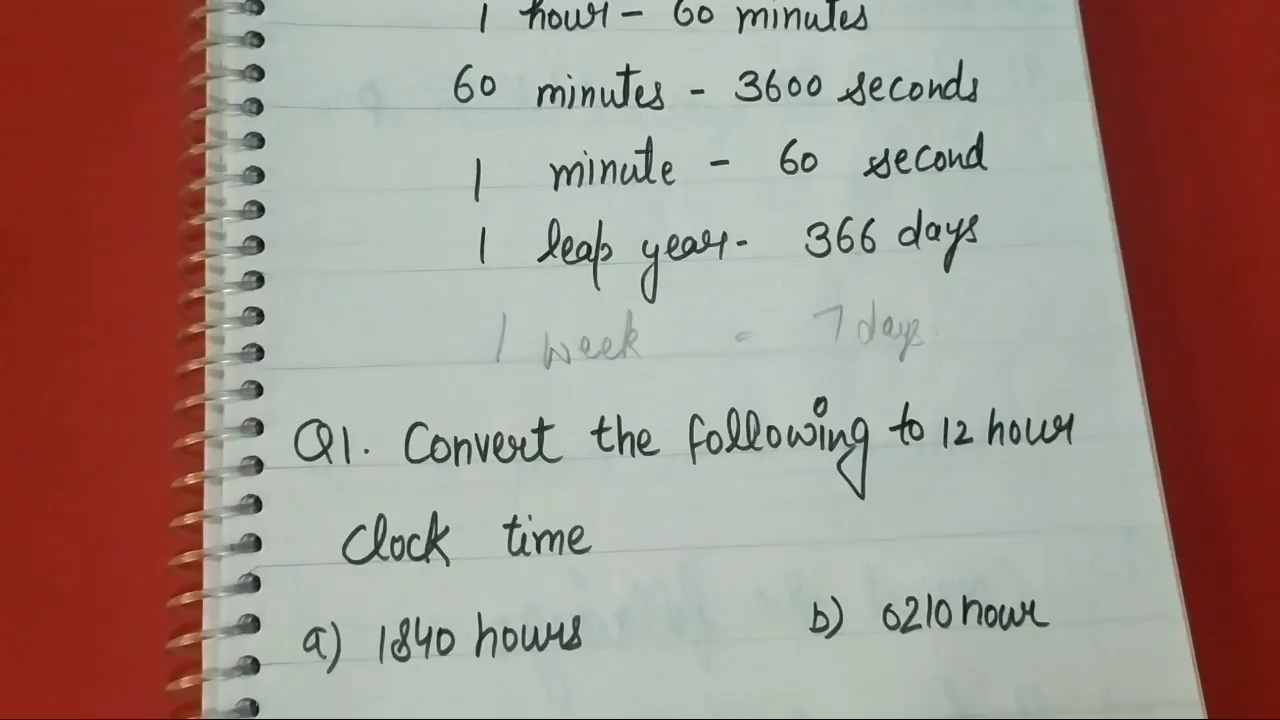 1 hour - 60 minutes
60 minutes - 3600 seconds
1 minute - 60 second
1 leap year - 366 days
1 week = 7 days.
Q1. Convert the following to 12 hour
clock time
a) 1840 hours b) 0210 hour